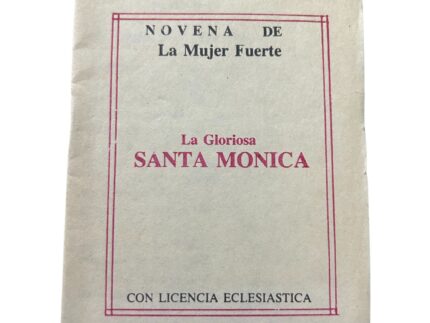 NOVENA DE
La Mujer Fuerte
La Gloriosa
SANTA MONICA
CON LICENCIA ECLESIASTICA